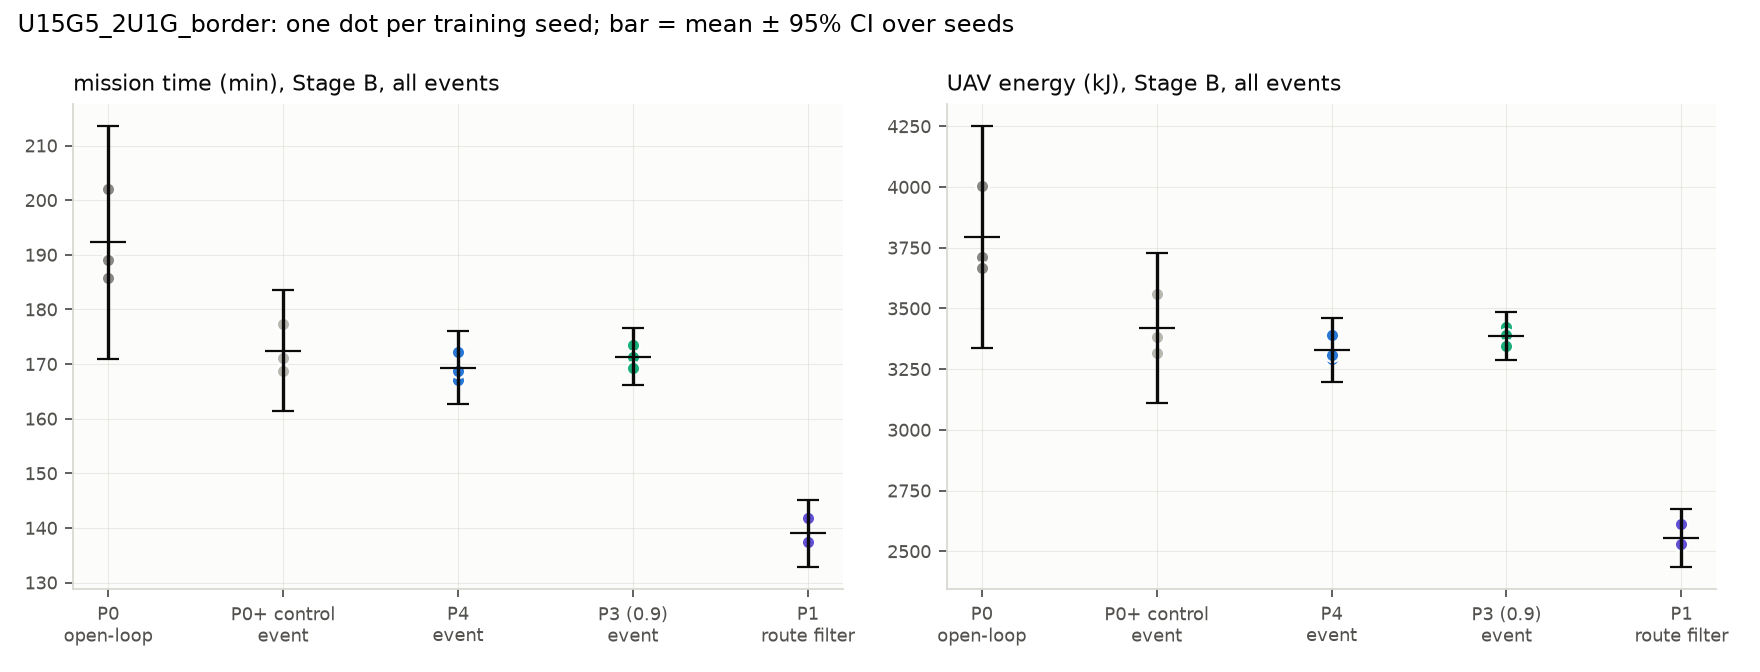 U15G5_2U1G_border: one dot per training seed; bar = mean ± 95% CI over seeds
mission time (min), Stage B, all events
210
200
190
180
170
160
150
140
130
P0
open-loop
P0+ control
event
P4
event
P3 (0.9)
event
P1
route filter
UAV energy (kJ), Stage B, all events
4250
4000
3750
3500
3250
3000
2750
2500
P0
open-loop
P0+ control
event
P4
event
P3 (0.9)
event
P1
route filter